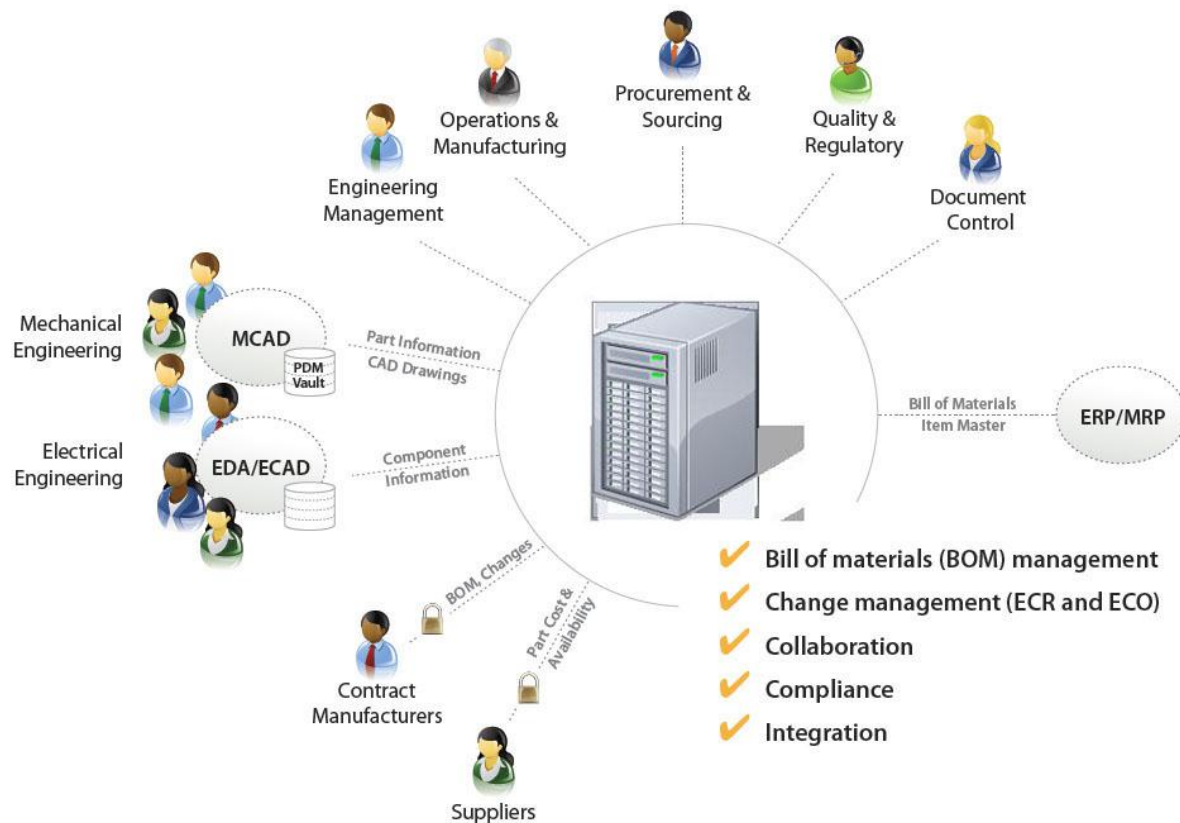 Procurement &
Sourcing
Operations &
Manufacturing
Quality &
Regulatory
Engineering
Management
Document
Control
Mechanical
Engineering
MCAD
PDM
Vault
Part Information
CAD Drawings
Electrical
Engineering
EDA/ECAD
Component
Information
Bill of Materials
Item Master
ERP/MRP
BOM, Changes
Contract
Manufacturers
Part Cost &
Availability
Suppliers
✔ Bill of materials (BOM) management
✔ Change management (ECR and ECO)
✔ Collaboration
✔ Compliance
✔ Integration